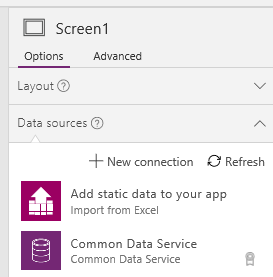 Screen1
Options Advanced
Layout ?
Data sources ?
+ New connection Refresh
Add static data to your app
Import from Excel
Common Data Service
Common Data Service